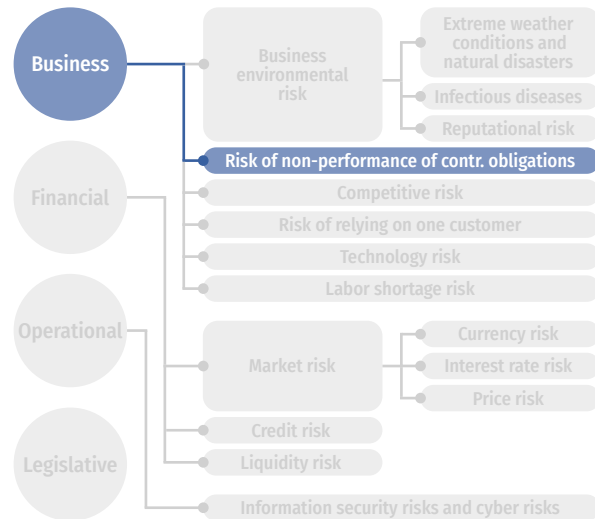 Business
Business
environmental
risk
Extreme weather
conditions and
natural disasters
Infectious diseases
Reputational risk
Risk of non-performance of contr. obligations
Financial
Competitive risk
Risk of relying on one customer
Technology risk
Labor shortage risk
Operational
Market risk
Currency risk
Interest rate risk
Price risk
Credit risk
Legislative
Liquidity risk
Information security risks and cyber risks